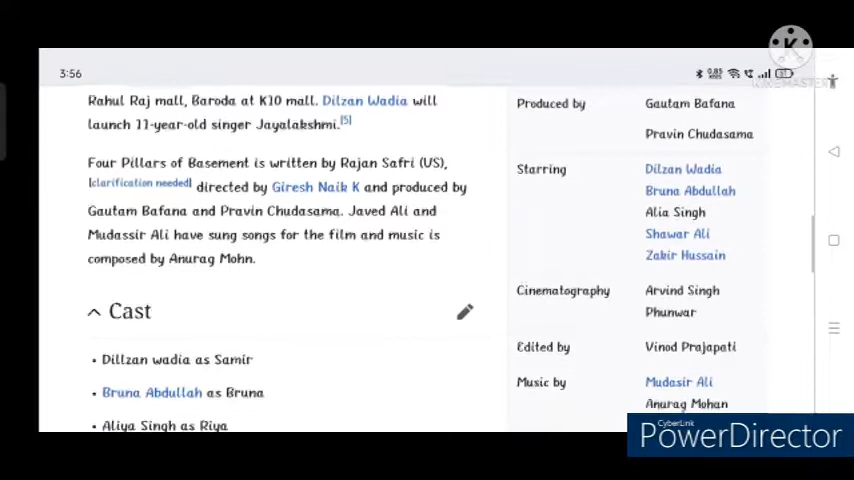 3:56
Rahul Raj mall, Baroda at K10 mall. Dilzan Wadia will
launch 11-year-old singer Jayalakshmi.[5]
Four Pillars of Basement is written by Rajan Safri (US),
[clarification needed] directed by Giresh Naik K and produced by
Gautam Bafana and Pravin Chudasama. Javed Ali and
Mudassir Ali have sung songs for the film and music is
composed by Anurag Mohn.
Cast
• Dillzan wadia as Samir
• Bruna Abdullah as Bruna
• Aliya Singh as Riya
Produced by
Gautam Bafana
Pravin Chudasama
Starring
Dilzan Wadia
Bruna Abdullah
Alia Singh
Shawar Ali
Zakir Hussain
Cinematography
Arvind Singh
Phunwar
Edited by
Vinod Prajapati
Music by
Mudasir Ali
Anurag Mohan
K
KINEMASTER
CyberLink
PowerDirector